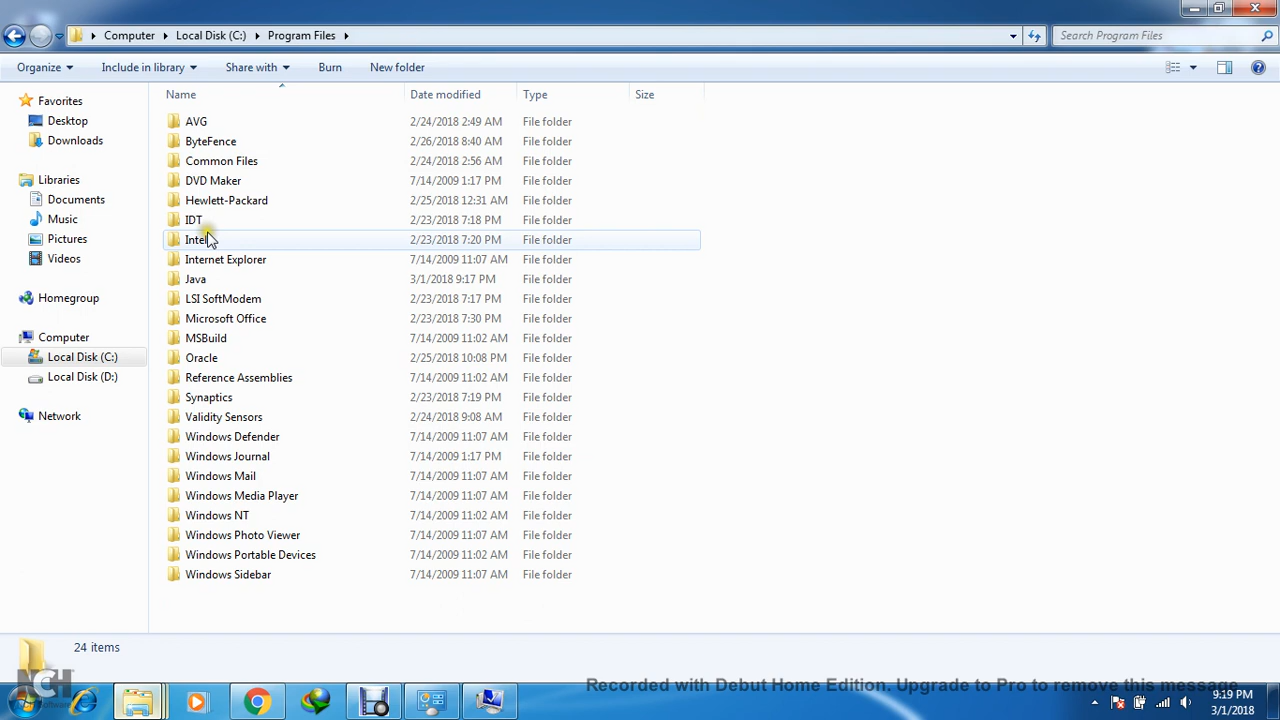 Computer Local Disk (C:) Program Files Search Program Files
Organize Include in library Share with Burn New folder
Favorites
Desktop
Downloads
Libraries
Documents
Music
Pictures
Videos
Homegroup
Computer
Local Disk (C:)
Local Disk (D:)
Network
Name Date modified Type Size
AVG 2/24/2018 2:49 AM File folder
ByteFence 2/26/2018 8:40 AM File folder
Common Files 2/24/2018 2:56 AM File folder
DVD Maker 7/14/2009 1:17 PM File folder
Hewlett-Packard 2/25/2018 12:31 AM File folder
IDT 2/23/2018 7:18 PM File folder
Intel 2/23/2018 7:20 PM File folder
Internet Explorer 7/14/2009 11:07 AM File folder
Java 3/1/2018 9:17 PM File folder
LSI SoftModem 2/23/2018 7:17 PM File folder
Microsoft Office 2/23/2018 7:30 PM File folder
MSBuild 7/14/2009 11:02 AM File folder
Oracle 2/25/2018 10:08 PM File folder
Reference Assemblies 7/14/2009 11:02 AM File folder
Synaptics 2/23/2018 7:19 PM File folder
Validity Sensors 2/24/2018 9:08 AM File folder
Windows Defender 7/14/2009 11:07 AM File folder
Windows Journal 7/14/2009 1:17 PM File folder
Windows Mail 7/14/2009 11:07 AM File folder
Windows Media Player 7/14/2009 11:07 AM File folder
Windows NT 7/14/2009 11:02 AM File folder
Windows Photo Viewer 7/14/2009 11:07 AM File folder
Windows Portable Devices 7/14/2009 11:02 AM File folder
Windows Sidebar 7/14/2009 11:07 AM File folder
24 items
NCH
Software
Recorded with Debut Home Edition. Upgrade to Pro to remove this message
9:19 PM
3/1/2018